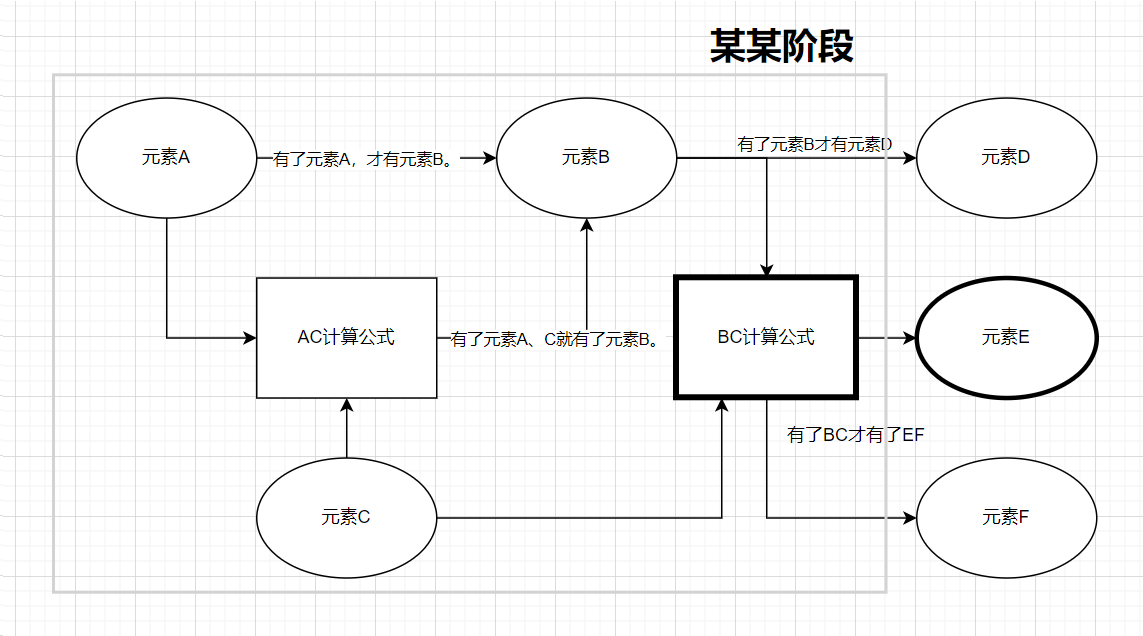 某某阶段
元素A
有了元素A，才有元素B。
元素B
有了元素B才有元素D
元素D
AC计算公式
有了元素A、C就有了元素B。
BC计算公式
元素E
有了BC才有了EF
元素C
元素F